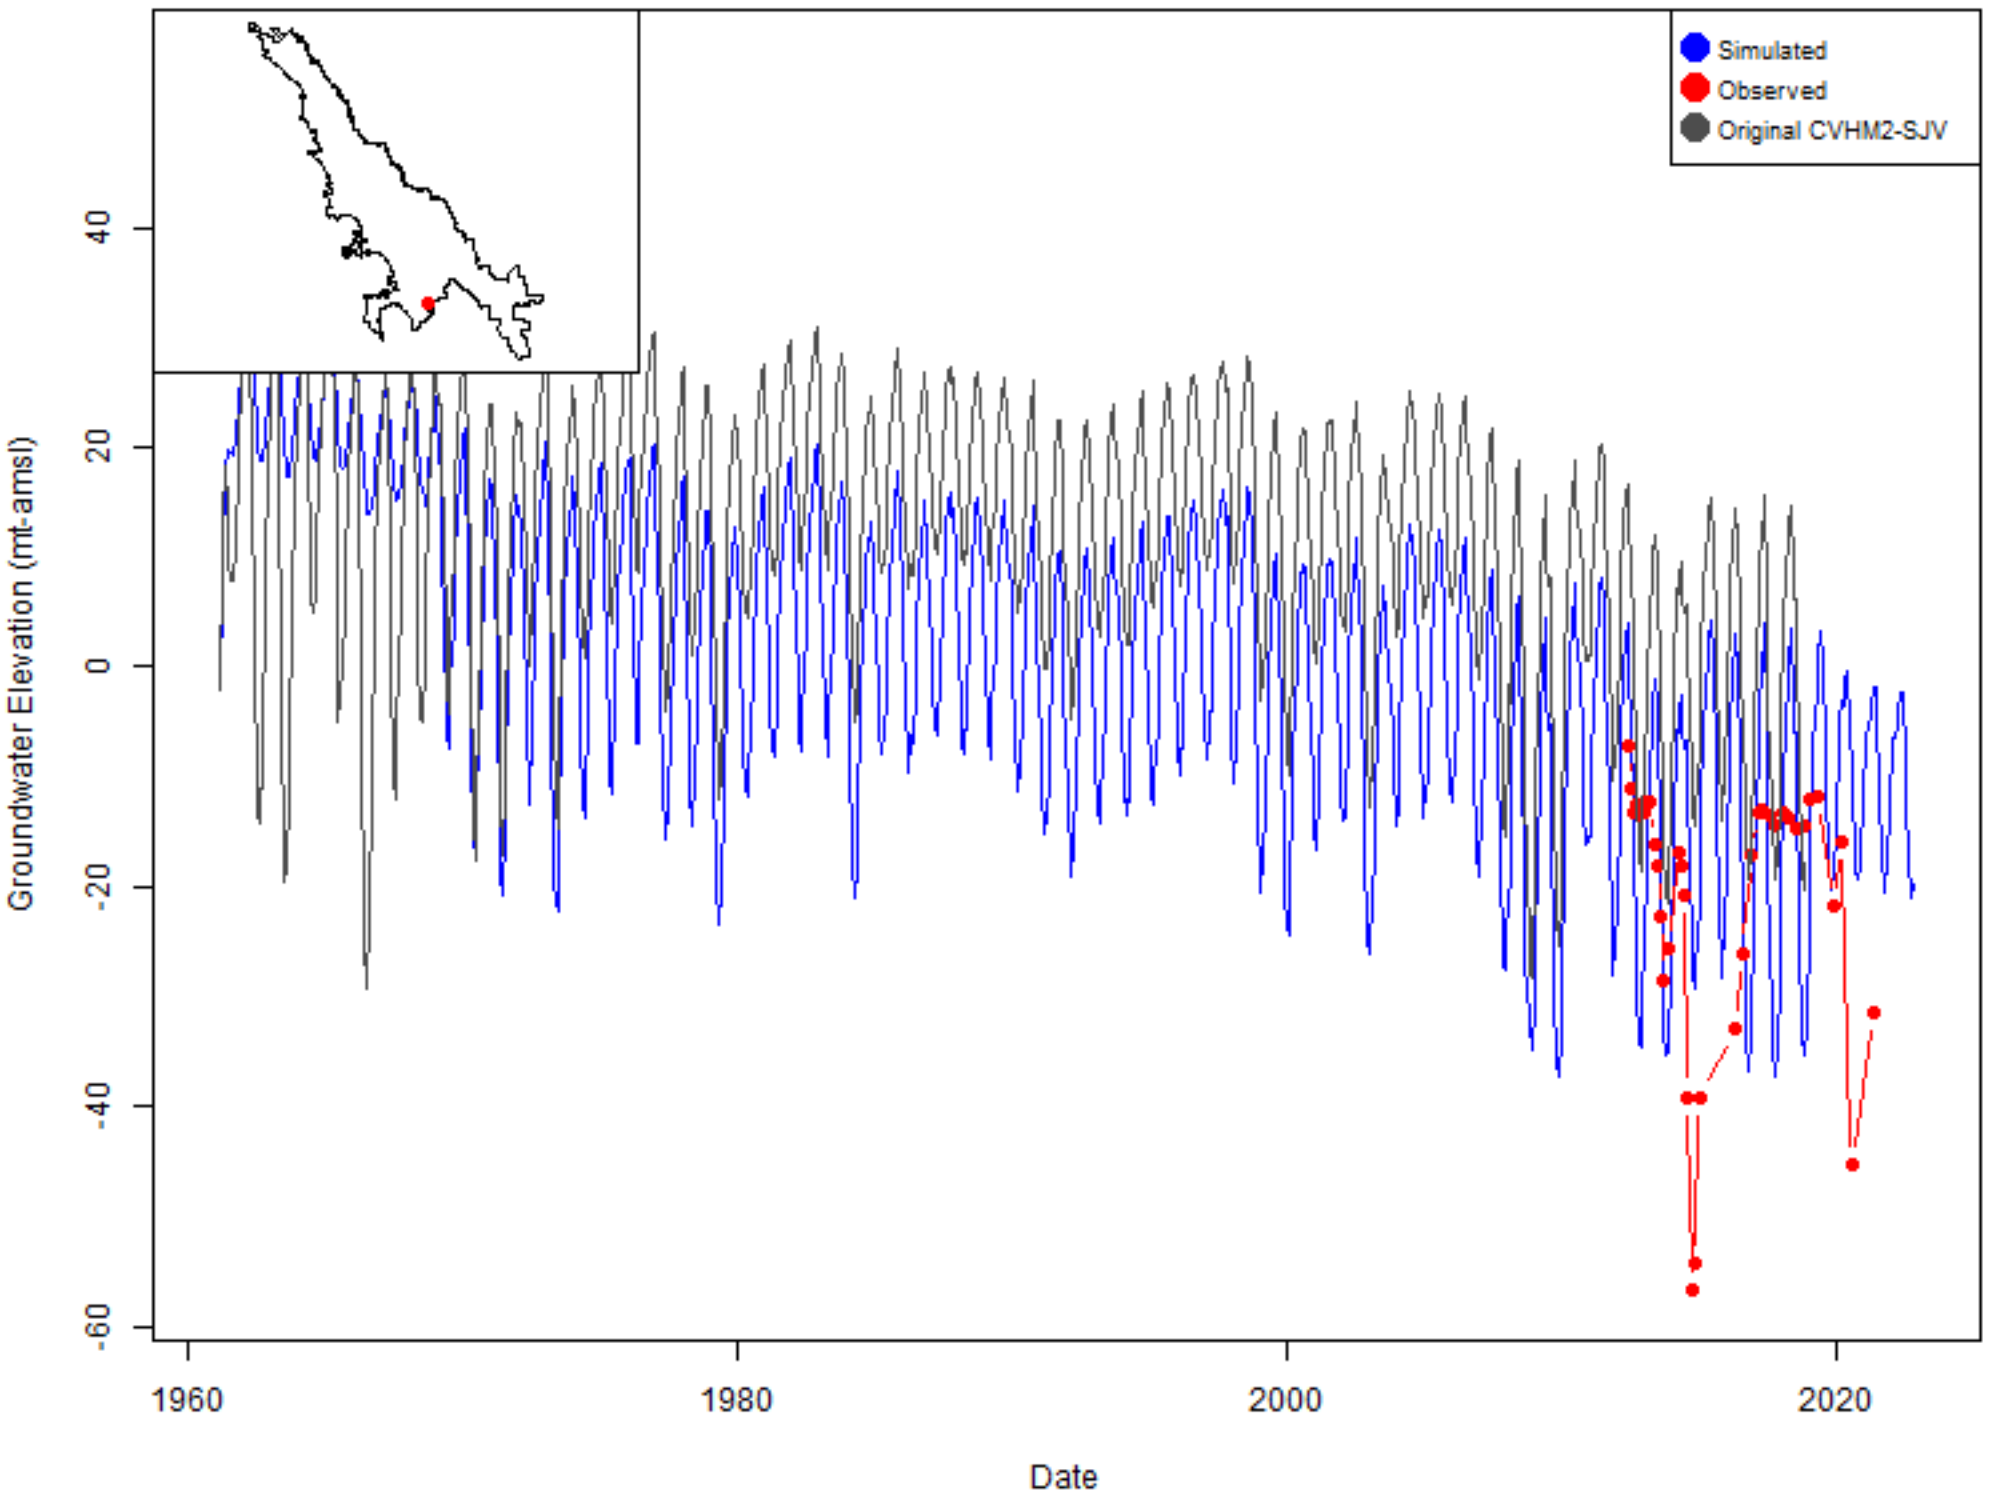 Simulated
Observed
Original CVHM2-SJV
Groundwater Elevation (mt-amsl)
40
20
0
-20
-40
-60
1960
1980
2000
2020
Date